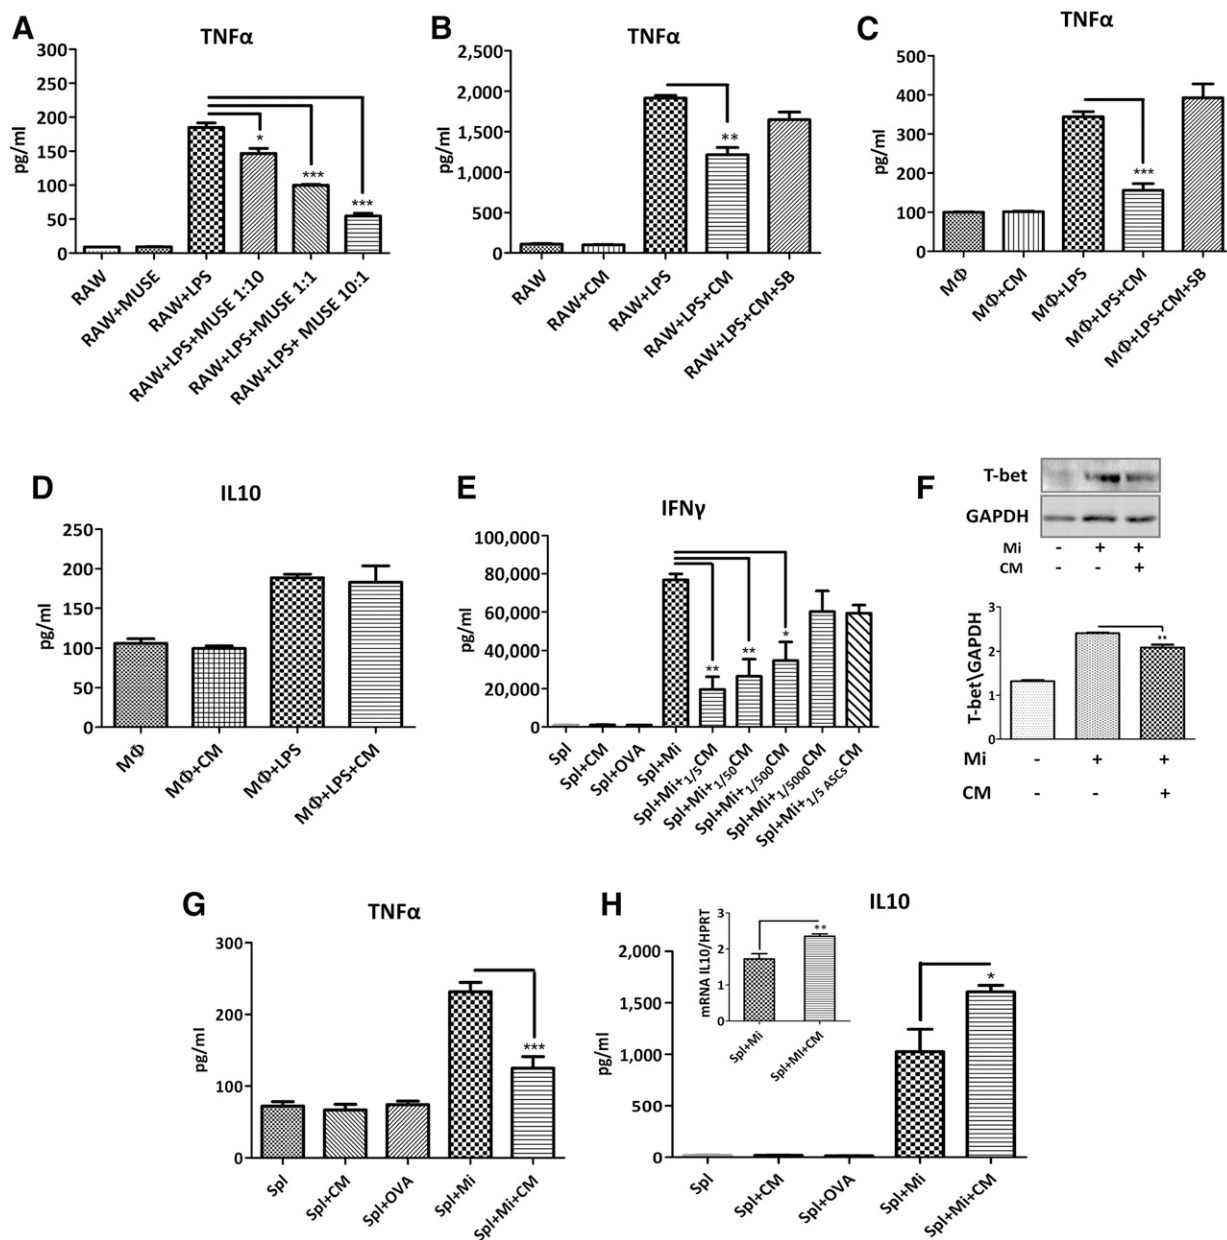 A
TNFα
pg/ml
300
250
200
150
100
50
0
*
***
***
RAW
RAW+MUSE
RAW+LPS
RAW+LPS+MUSE 1:10
RAW+LPS+MUSE 1:1
RAW+LPS+ MUSE 10:1
B
TNFα
pg/ml
2,500
2,000
1,500
1,000
500
0
**
RAW
RAW+CM
RAW+LPS
RAW+LPS+CM
RAW+LPS+CM+SB
C
TNFα
pg/ml
500
400
300
200
100
0
***
MΦ
MΦ+CM
MΦ+LPS
MΦ+LPS+CM
MΦ+LPS+CM+SB
D
IL10
pg/ml
250
200
150
100
50
0
MΦ
MΦ+CM
MΦ+LPS
MΦ+LPS+CM
E
IFNγ
pg/ml
100,000
80,000
60,000
40,000
20,000
0
**
**
*
Spl
Spl+CM
Spl+OVA
Spl+Mi
Spl+Mi+1/5CM
Spl+Mi+1/50CM
Spl+Mi+1/500CM
Spl+Mi+1/5000CM
Spl+Mi+1/5 ASCsCM
F
T-bet
GAPDH
Mi - + +
CM - - +
T-bet\GAPDH
3
2
1
0
**
Mi - + +
CM - - +
G
TNFα
pg/ml
300
200
100
0
***
Spl
Spl+CM
Spl+OVA
Spl+Mi
Spl+Mi+CM
H
IL10
mRNA IL10/HPRT
3
2
1
0
**
Spl+Mi
Spl+Mi+CM
pg/ml
2,000
1,500
1,000
500
0
*
Spl
Spl+CM
Spl+OVA
Spl+Mi
Spl+Mi+CM